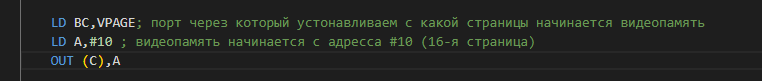 LD BC,VPAGE; порт через который устонавливаем с какой страницы начинается видеопамять
LD A,#10 ; видеопамять начинается с адресса #10 (16-я страница)
OUT (C),A